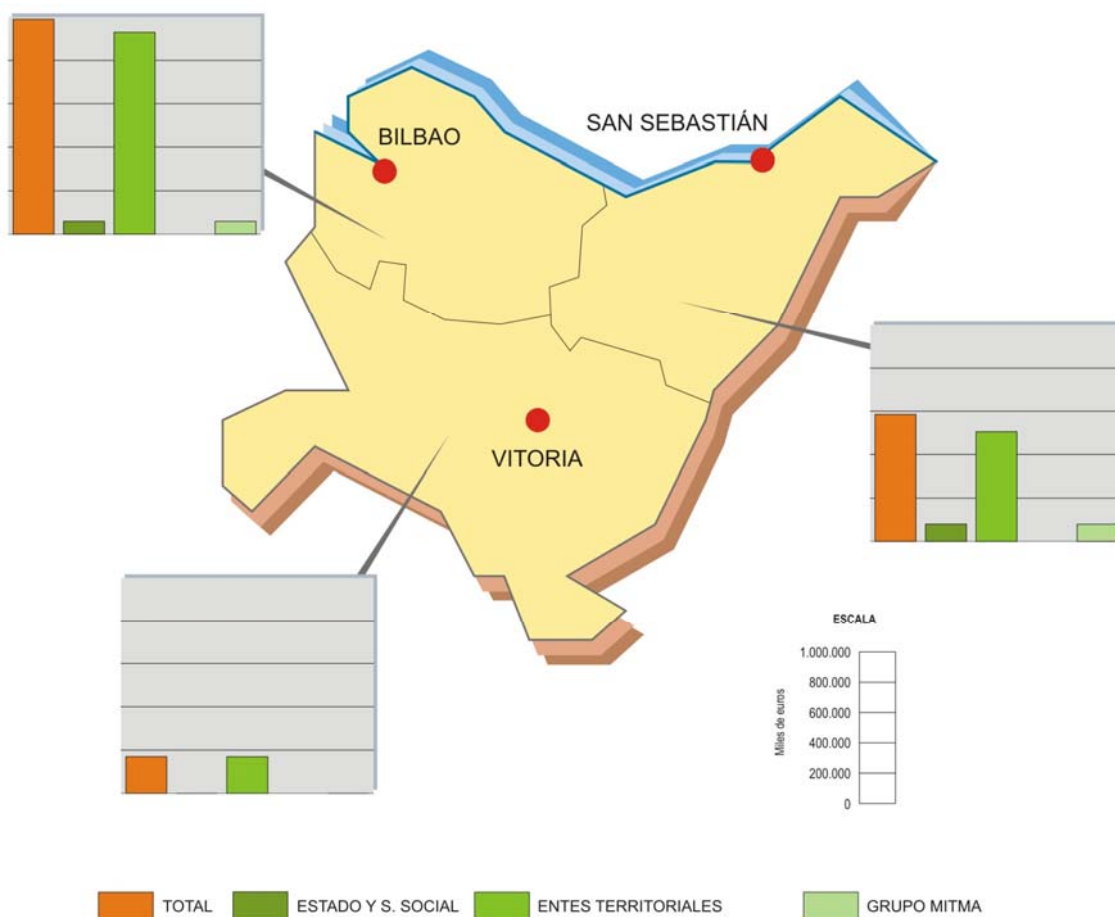 BILBAO
SAN SEBASTIÁN
VITORIA
ESCALA
Miles de euros
1.000.000
800.000
600.000
400.000
200.000
0
TOTAL
ESTADO Y S. SOCIAL
ENTES TERRITORIALES
GRUPO MITMA